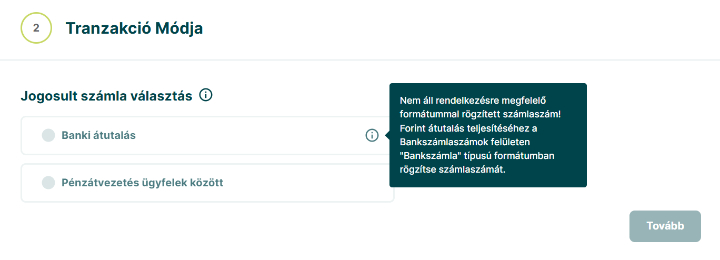 2
Tranzakció Módja
Jogosult számla választás
Banki átutalás
Nem áll rendelkezésre megfelelő
formátummal rögzített számlaszám!
Forint átutalás teljesítéséhez a
Bankszámlaszámok felületen
"Bankszámla" típusú formátumban
rögzítse számlaszámát.
Pénzátvezetés ügyfelek között
Tovább